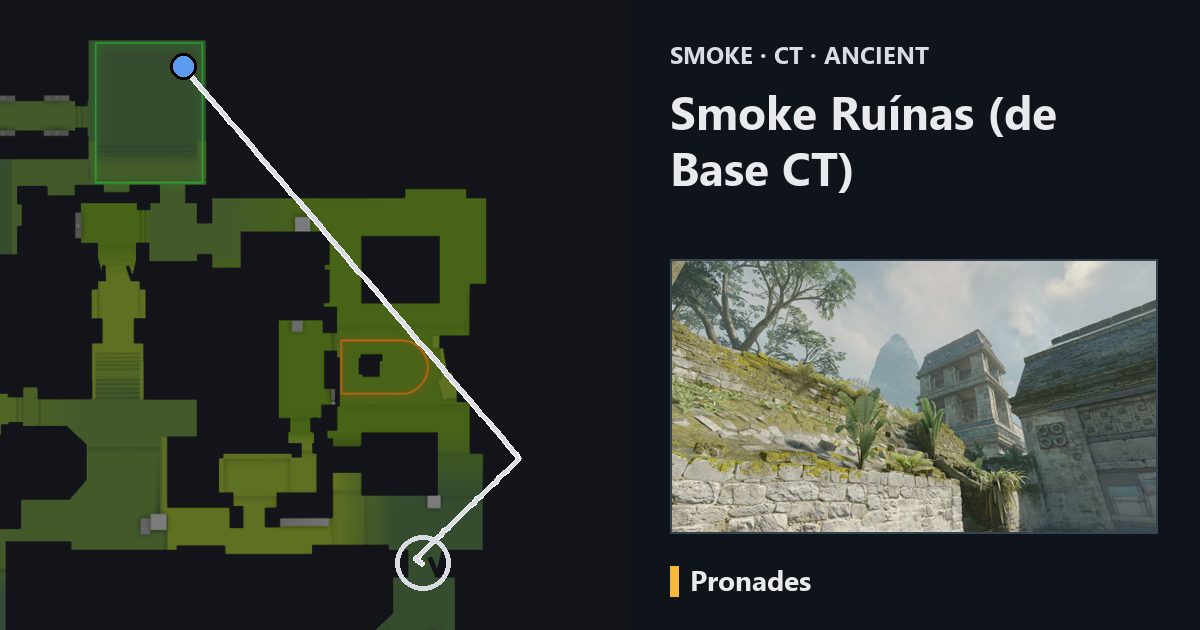 SMOKE · CT · ANCIENT
Smoke Ruínas (de
Base CT)
Pronades